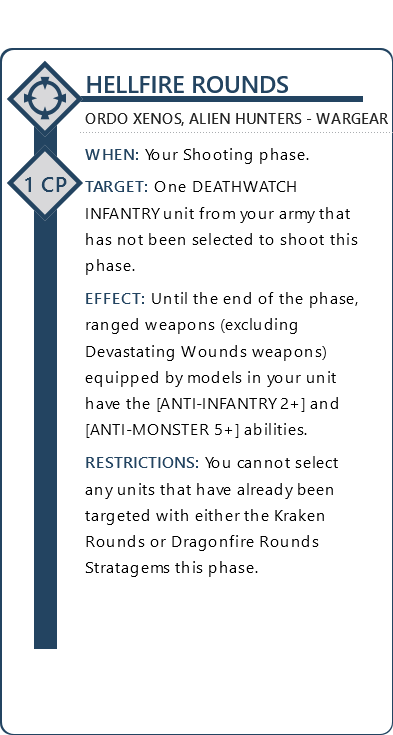 HELLFIRE ROUNDS
ORDO XENOS, ALIEN HUNTERS - WARGEAR
1 CP
WHEN: Your Shooting phase.
TARGET: One DEATHWATCH
INFANTRY unit from your army that
has not been selected to shoot this
phase.
EFFECT: Until the end of the phase,
ranged weapons (excluding
Devastating Wounds weapons)
equipped by models in your unit
have the [ANTI-INFANTRY 2+] and
[ANTI-MONSTER 5+] abilities.
RESTRICTIONS: You cannot select
any units that have already been
targeted with either the Kraken
Rounds or Dragonfire Rounds
Stratagems this phase.